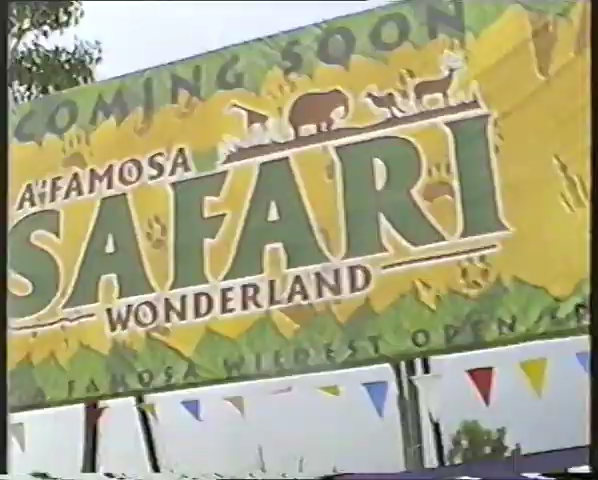 COMING SOON
A'FAMOSA
SAFARI
WONDERLAND
A FAMOSA WILDEST OPEN